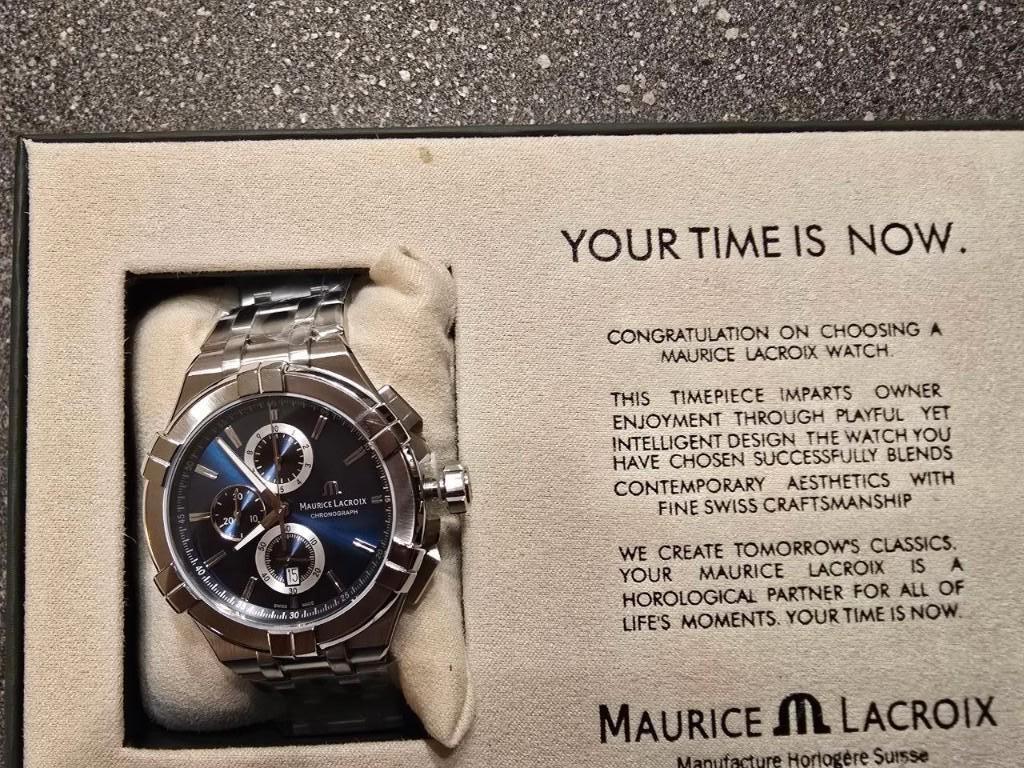 YOUR TIME IS NOW.
CONGRATULATION ON CHOOSING A
MAURICE LACROIX WATCH.
THIS TIMEPIECE IMPARTS OWNER
ENJOYMENT THROUGH PLAYFUL YET
INTELLIGENT DESIGN THE WATCH YOU
HAVE CHOSEN SUCCESSFULLY BLENDS
CONTEMPORARY AESTHETICS WITH
FINE SWISS CRAFTSMANSHIP
WE CREATE TOMORROW'S CLASSICS.
YOUR MAURICE LACROIX IS A
HOROLOGICAL PARTNER FOR ALL OF
LIFE'S MOMENTS. YOUR TIME IS NOW.
MAURICE LACROIX
Manufacture Horlogère Suisse
MAURICE LACROIX
CHRONOGRAPH
15